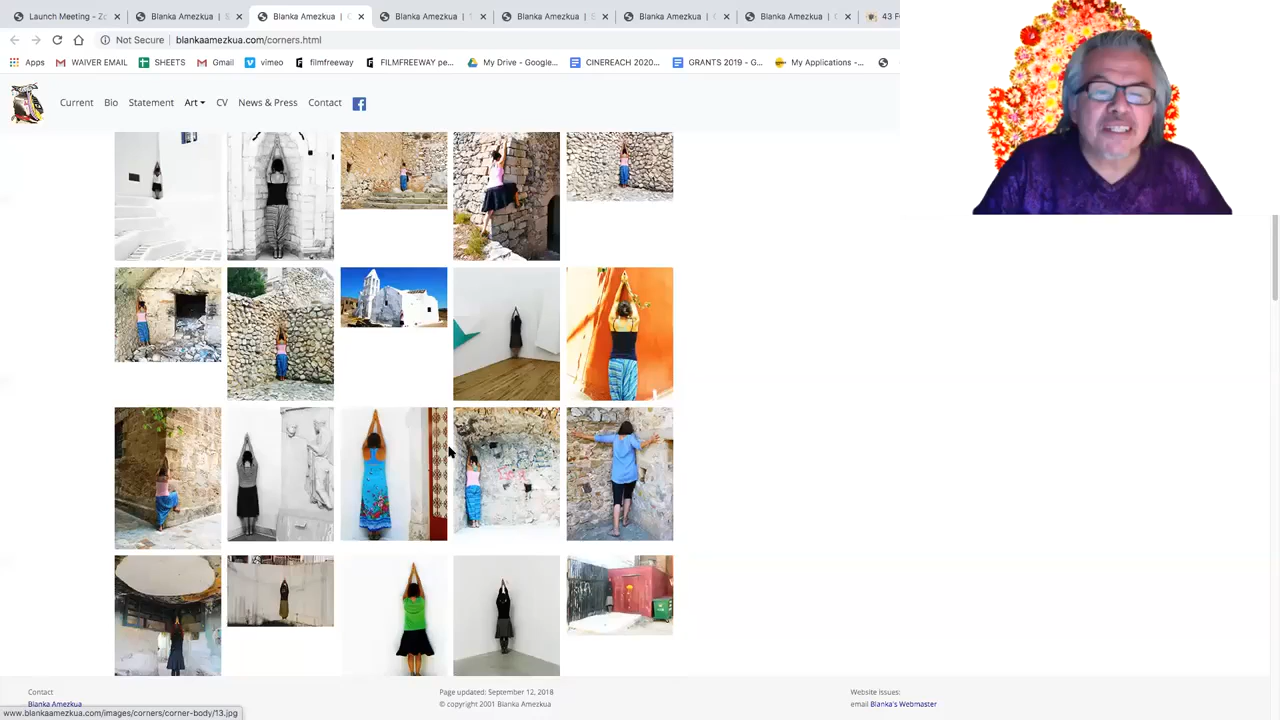 Launch Meeting - Zo
Blanka Amezkua | S
Blanka Amezkua | C
Blanka Amezkua | "
Blanka Amezkua | E
Blanka Amezkua | C
Blanka Amezkua | C
Not Secure | blankaamezkua.com/corners.html
Apps WAIVER EMAIL SHEETS Gmail vimeo filmfreeway FILMFREEWAY pe... My Drive - Google... CINEREACH 2020... GRANTS 2019 - G... My Applications -...
Current Bio Statement Art CV News & Press Contact
Contact
Blanka Amezkua
Page updated: September 12, 2018
© copyright 2001 Blanka Amezkua
Website issues:
email Blanka's Webmaster
www.blankaamezkua.com/images/corners/corner-body/13.jpg